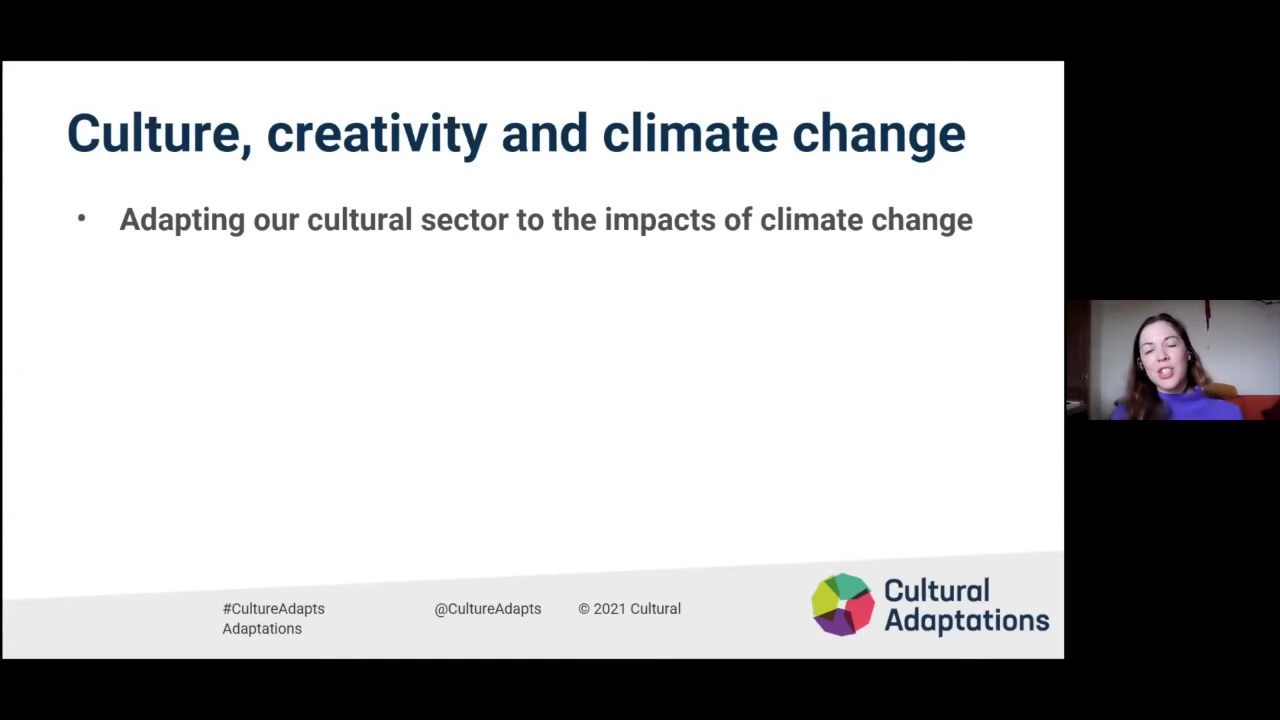 Culture, creativity and climate change
• Adapting our cultural sector to the impacts of climate change
#CultureAdapts @CultureAdapts © 2021 Cultural
Adaptations
Cultural
Adaptations